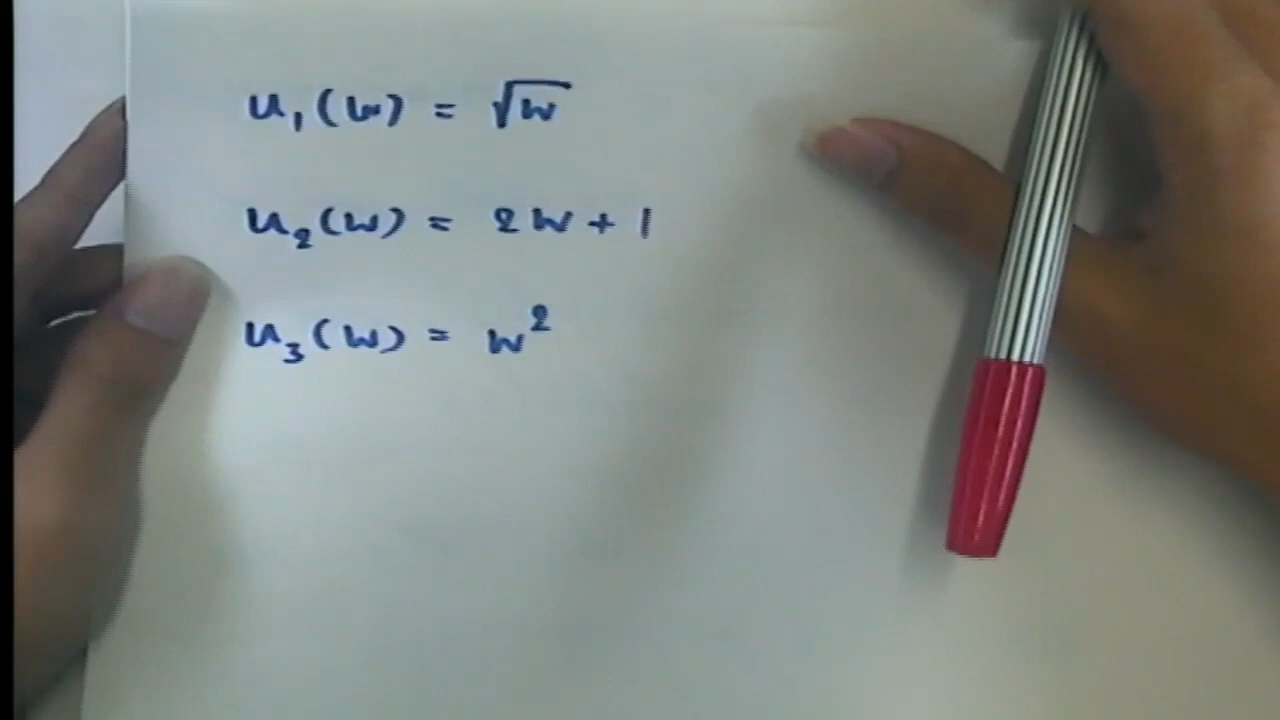 u₁(w) = √w
u₂(w) = 2w + 1
u₃(w) = w²